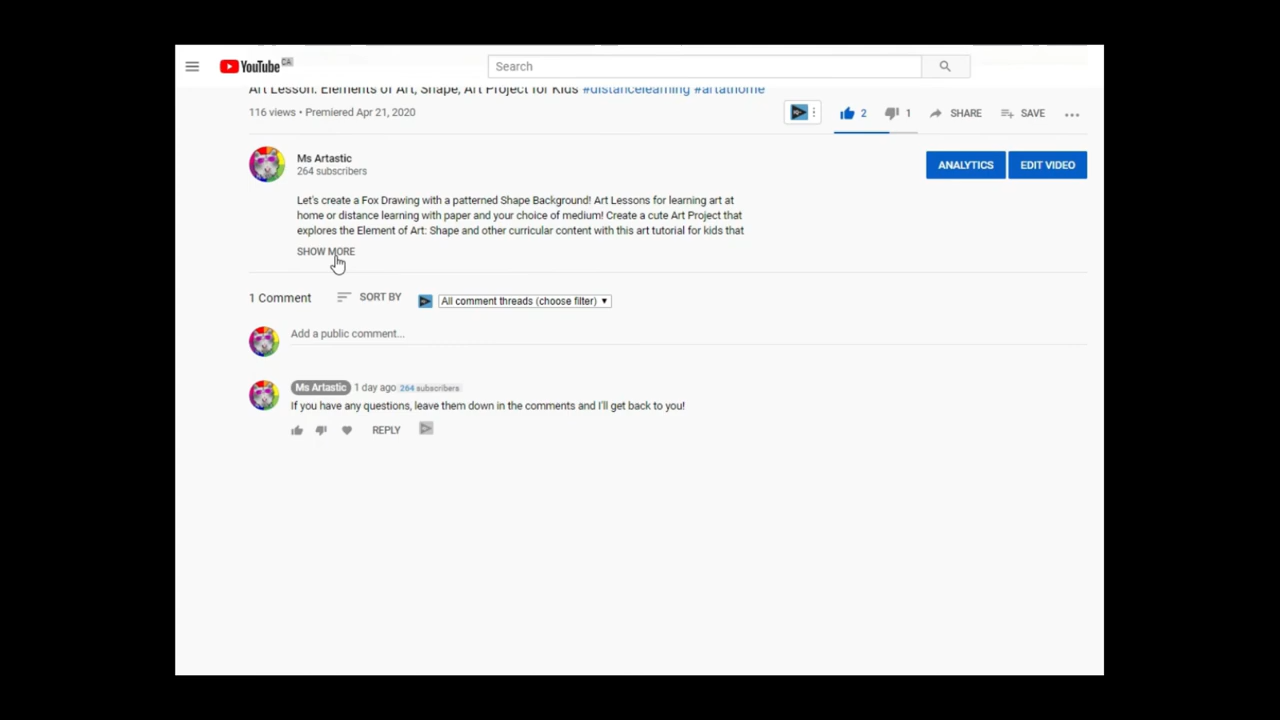 YouTube CA
Search
Art Lesson: Elements of Art, Shape, Art Project for Kids #distancelearning #artathome
116 views • Premiered Apr 21, 2020
2
1
SHARE
SAVE
Ms Artastic
264 subscribers
ANALYTICS
EDIT VIDEO
Let's create a Fox Drawing with a patterned Shape Background! Art Lessons for learning art at
home or distance learning with paper and your choice of medium! Create a cute Art Project that
explores the Element of Art: Shape and other curricular content with this art tutorial for kids that
SHOW MORE
1 Comment
SORT BY
All comment threads (choose filter)
Add a public comment...
Ms Artastic 1 day ago 264 subscribers
If you have any questions, leave them down in the comments and I'll get back to you!
REPLY